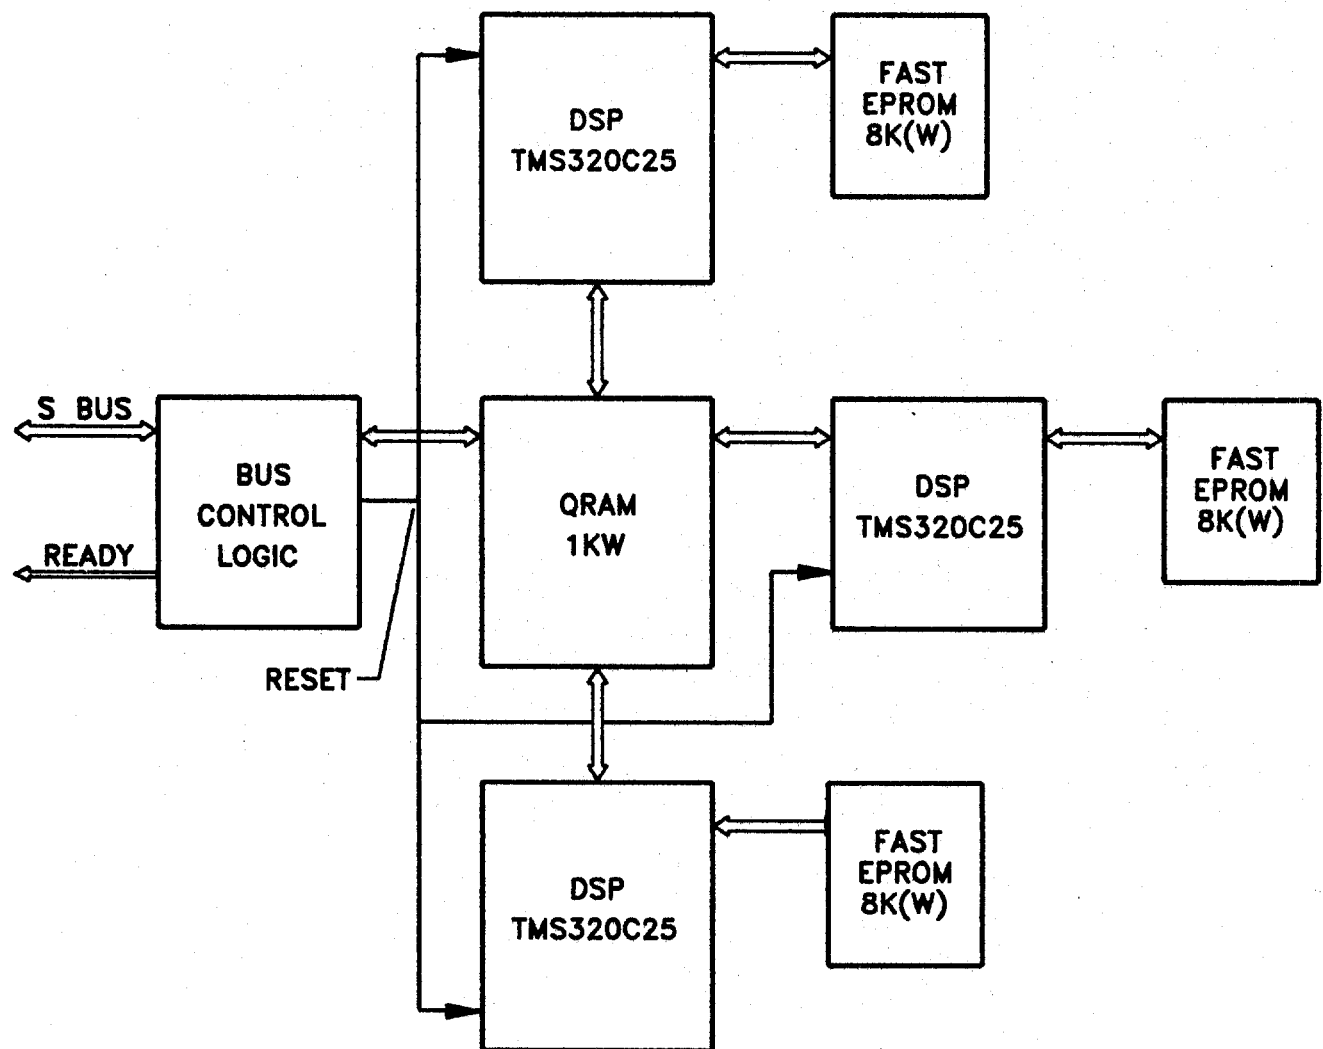 DSP
TMS320C25
FAST
EPROM
8K(W)
S BUS
READY
BUS
CONTROL
LOGIC
RESET
QRAM
1KW
DSP
TMS320C25
FAST
EPROM
8K(W)
DSP
TMS320C25
FAST
EPROM
8K(W)